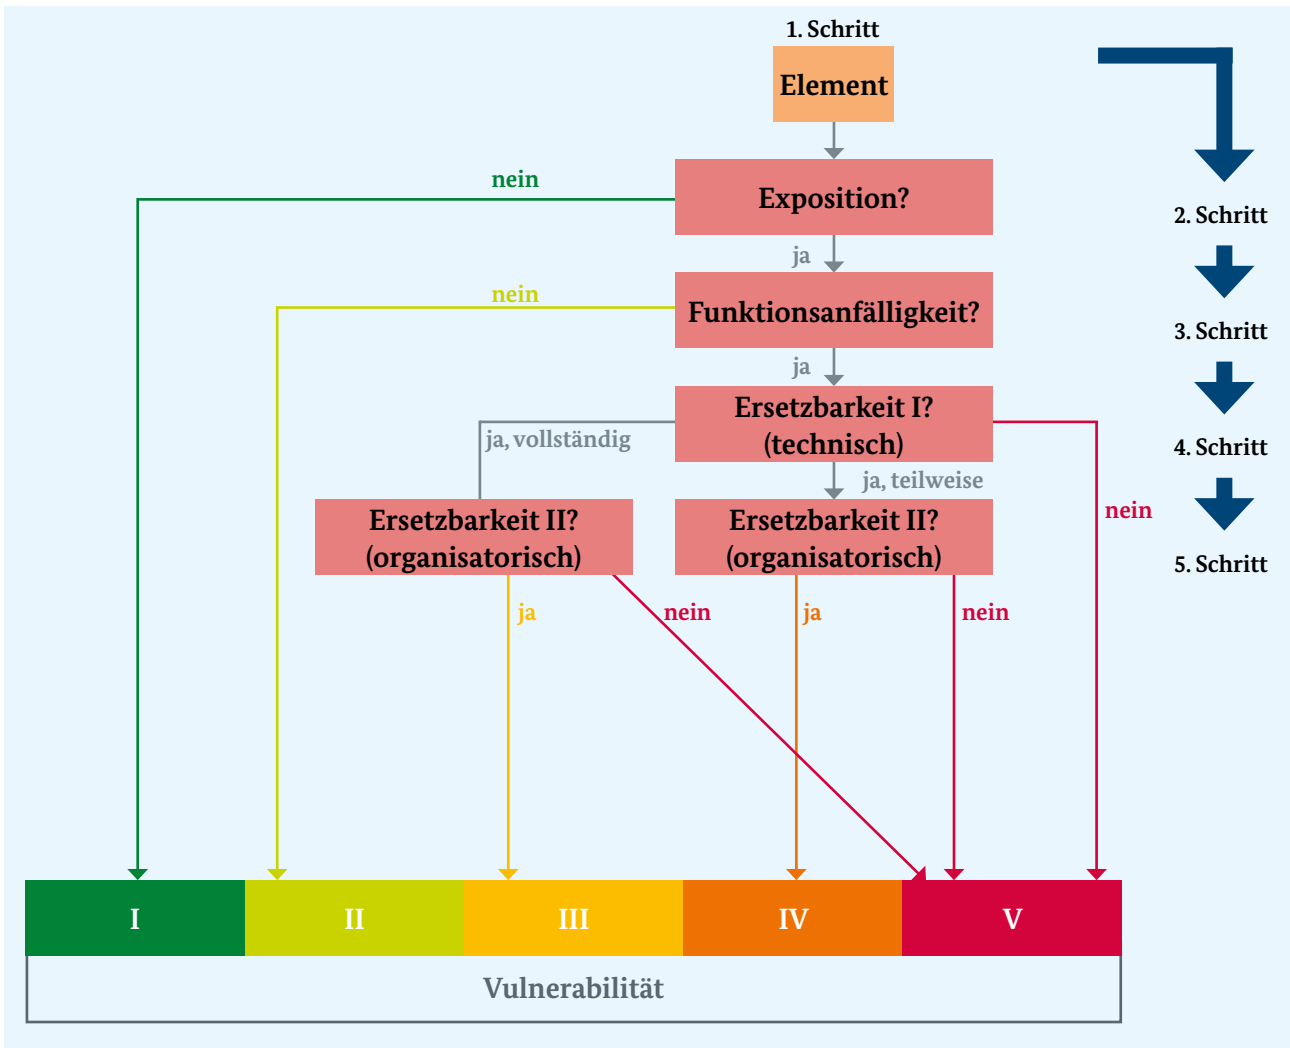 1. Schritt
Element
nein
Exposition?
2. Schritt
ja
nein
Funktionsanfälligkeit?
3. Schritt
ja
Ersetzbarkeit I?
(technisch)
ja, vollständig
4. Schritt
ja, teilweise
nein
Ersetzbarkeit II?
(organisatorisch)
Ersetzbarkeit II?
(organisatorisch)
5. Schritt
ja
nein
ja
nein
I
II
III
IV
V
Vulnerabilität